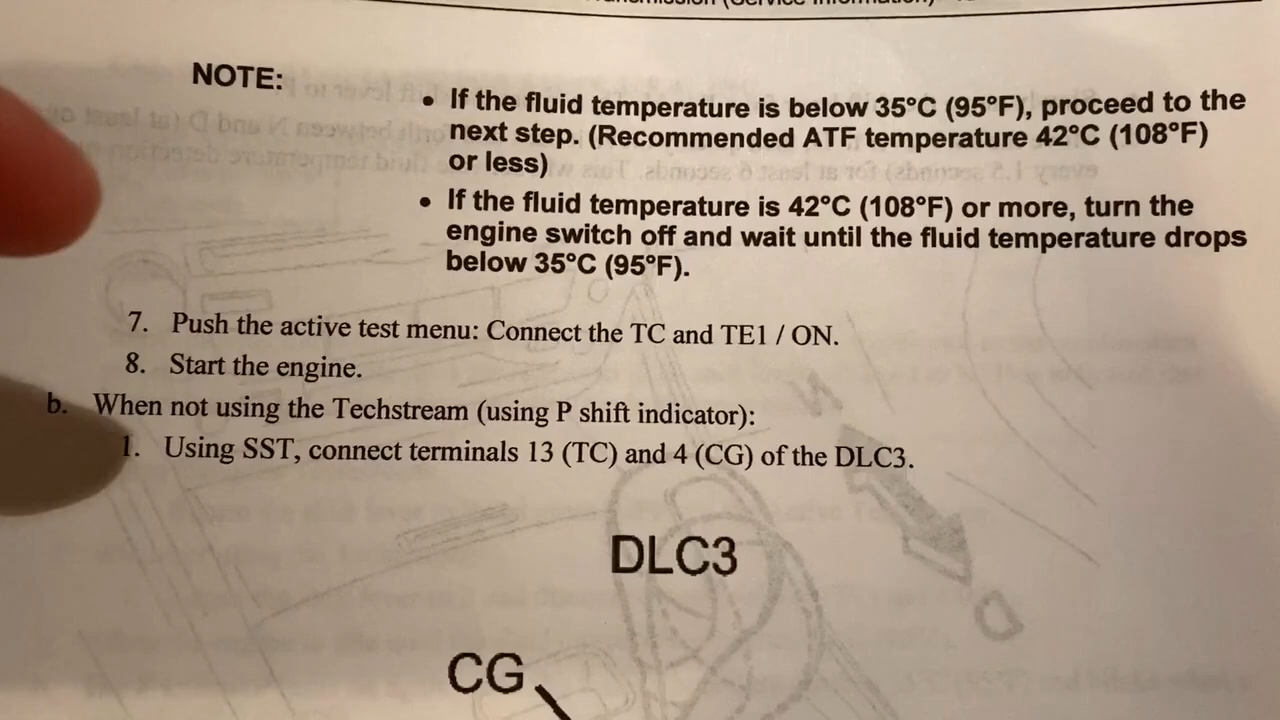 NOTE:
• If the fluid temperature is below 35°C (95°F), proceed to the
next step. (Recommended ATF temperature 42°C (108°F)
or less)
• If the fluid temperature is 42°C (108°F) or more, turn the
engine switch off and wait until the fluid temperature drops
below 35°C (95°F).
7. Push the active test menu: Connect the TC and TE1 / ON.
8. Start the engine.
b. When not using the Techstream (using P shift indicator):
1. Using SST, connect terminals 13 (TC) and 4 (CG) of the DLC3.
DLC3
CG